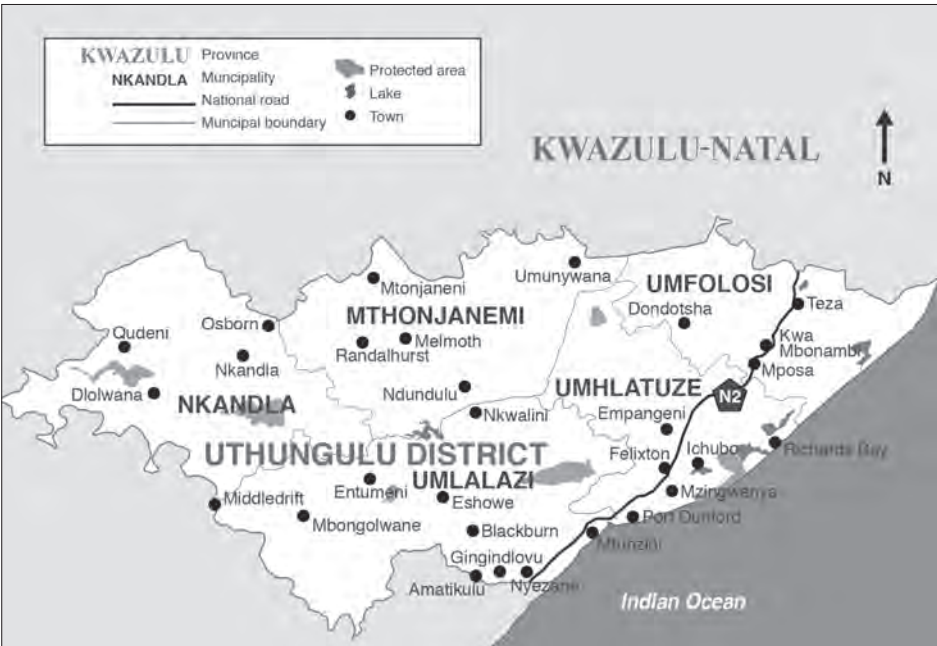 KWAZULU Province
NKANDLA Muncipality
National road
Muncipal boundary
Protected area
Lake
Town
KWAZULU-NATAL
N
Umunywana
UMFOLOSI
Mtonjaneni
Teza
MTHONJANEMI
Dondotsha
Osborn
Qudeni
Melmoth
Kwa
Mbonambi
Randalhurst
Nkandla
Mposa
Ndundulu
UMHLATUZE
N2
Dlolwana
NKANDLA
Nkwalini
Empangeni
UTHUNGULU DISTRICT
Felixton
Ichubo
Richards Bay
UMLALAZI
Entumeni
Eshowe
Mzingwenya
Middledrift
Mbongolwane
Port Dunford
Blackburn
Mtunzini
Gingindlovu
Amatikulu
Nyezane
Indian Ocean